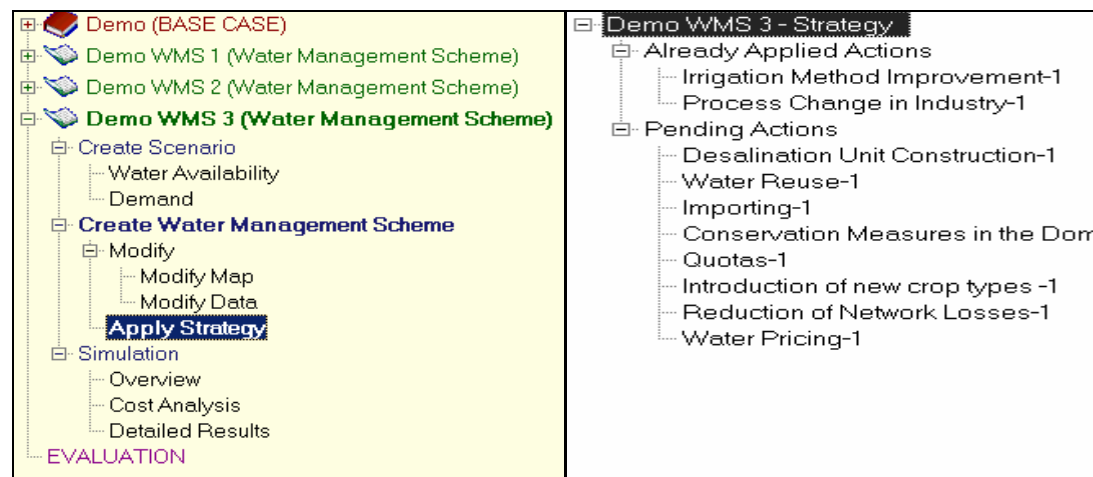 Demo (BASE CASE)
Demo WMS 1 (Water Management Scheme)
Demo WMS 2 (Water Management Scheme)
Demo WMS 3 (Water Management Scheme)
Create Scenario
Water Availability
Demand
Create Water Management Scheme
Modify
Modify Map
Modify Data
Apply Strategy
Simulation
Overview
Cost Analysis
Detailed Results
EVALUATION
Demo WMS 3 - Strategy
Already Applied Actions
Irrigation Method Improvement-1
Process Change in Industry-1
Pending Actions
Desalination Unit Construction-1
Water Reuse-1
Importing-1
Conservation Measures in the Dom
Quotas-1
Introduction of new crop types -1
Reduction of Network Losses-1
Water Pricing-1